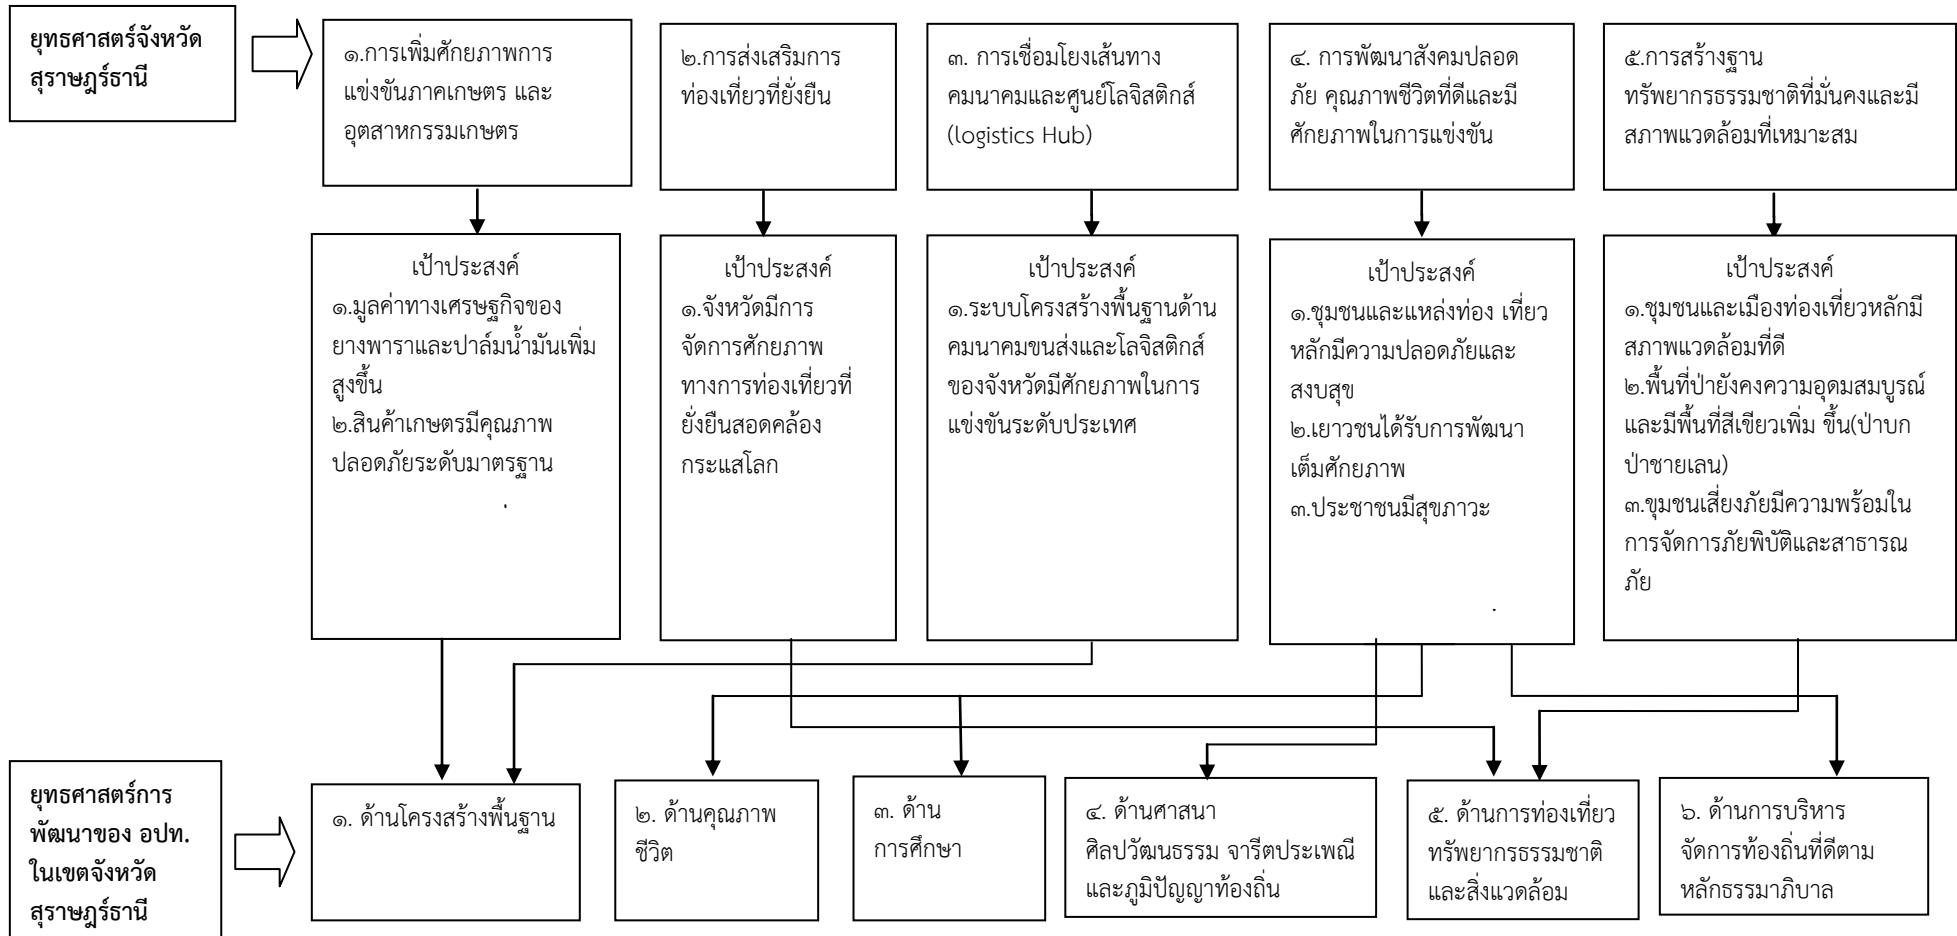 ยุทธศาสตร์จังหวัด
สุราษฎร์ธานี
๑.การเพิ่มศักยภาพการ
แข่งขันภาคเกษตร และ
อุตสาหกรรมเกษตร
๒.การส่งเสริมการ
ท่องเที่ยวที่ยั่งยืน
๓. การเชื่อมโยงเส้นทาง
คมนาคมและศูนย์โลจิสติกส์
(logistics Hub)
๔. การพัฒนาสังคมปลอด
ภัย คุณภาพชีวิตที่ดีและมี
ศักยภาพในการแข่งขัน
๕.การสร้างฐาน
ทรัพยากรธรรมชาติที่มั่นคงและมี
สภาพแวดล้อมที่เหมาะสม
เป้าประสงค์
๑.มูลค่าทางเศรษฐกิจของ
ยางพาราและปาล์มน้ำมันเพิ่ม
สูงขึ้น
๒.สินค้าเกษตรมีคุณภาพ
ปลอดภัยระดับมาตรฐาน
เป้าประสงค์
๑.จังหวัดมีการ
จัดการศักยภาพ
ทางการท่องเที่ยวที่
ยั่งยืนสอดคล้อง
กระแสโลก
เป้าประสงค์
๑.ระบบโครงสร้างพื้นฐานด้าน
คมนาคมขนส่งและโลจิสติกส์
ของจังหวัดมีศักยภาพในการ
แข่งขันระดับประเทศ
เป้าประสงค์
๑.ชุมชนและแหล่งท่อง เที่ยว
หลักมีความปลอดภัยและ
สงบสุข
๒.เยาวชนได้รับการพัฒนา
เต็มศักยภาพ
๓.ประชาชนมีสุขภาวะ
เป้าประสงค์
๑.ชุมชนและเมืองท่องเที่ยวหลักมี
สภาพแวดล้อมที่ดี
๒.พื้นที่ป่ายังคงความอุดมสมบูรณ์
และมีพื้นที่สีเขียวเพิ่ม ขึ้น(ป่าบก
ป่าชายเลน)
๓.ขุมชนเสี่ยงภัยมีความพร้อมใน
การจัดการภัยพิบัติและสาธารณ
ภัย
ยุทธศาสตร์การ
พัฒนาของ อปท.
ในเขตจังหวัด
สุราษฎร์ธานี
๑. ด้านโครงสร้างพื้นฐาน
๒. ด้านคุณภาพ
ชีวิต
๓. ด้าน
การศึกษา
๔. ด้านศาสนา
ศิลปวัฒนธรรม จารีตประเพณี
และภูมิปัญญาท้องถิ่น
๕. ด้านการท่องเที่ยว
ทรัพยากรธรรมชาติ
และสิ่งแวดล้อม
๖. ด้านการบริหาร
จัดการท้องถิ่นที่ดีตาม
หลักธรรมาภิบาล